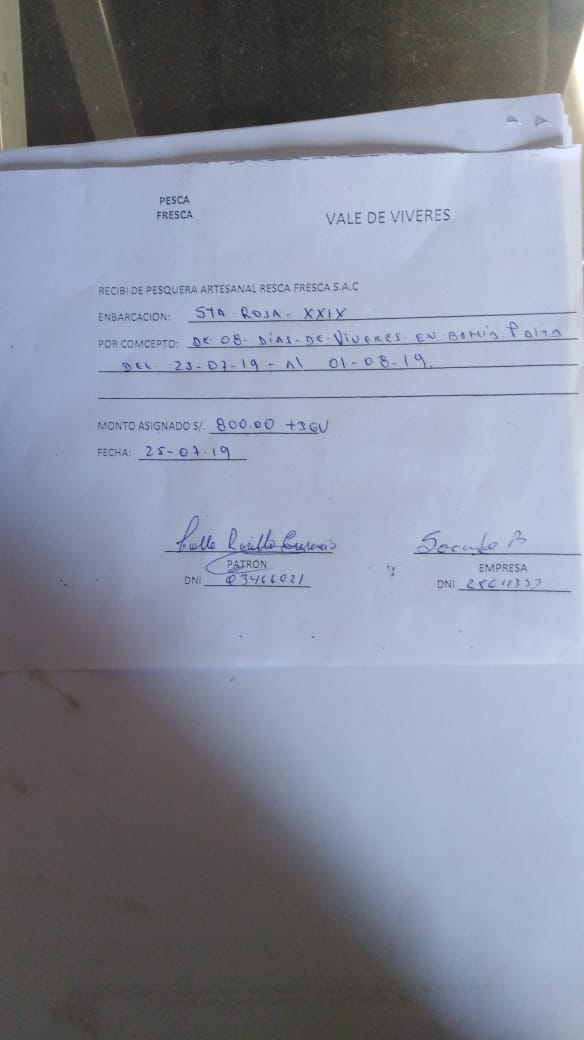 PESCA
FRESCA
VALE DE VIVERES
RECIBI DE PESQUERA ARTESANAL RESCA FRESCA S.A.C
ENBARCACION: STA ROSA - XXIX
POR COMCEPTO: DE 08 DIAS - DE - VIVERES - EN
DEL 25-07-19 - Al 01-08-19.
MONTO ASIGNADO S/. 800.00 + IGV
FECHA: 25-07-19
PATRON
DNI 03466021
EMPRESA
DNI